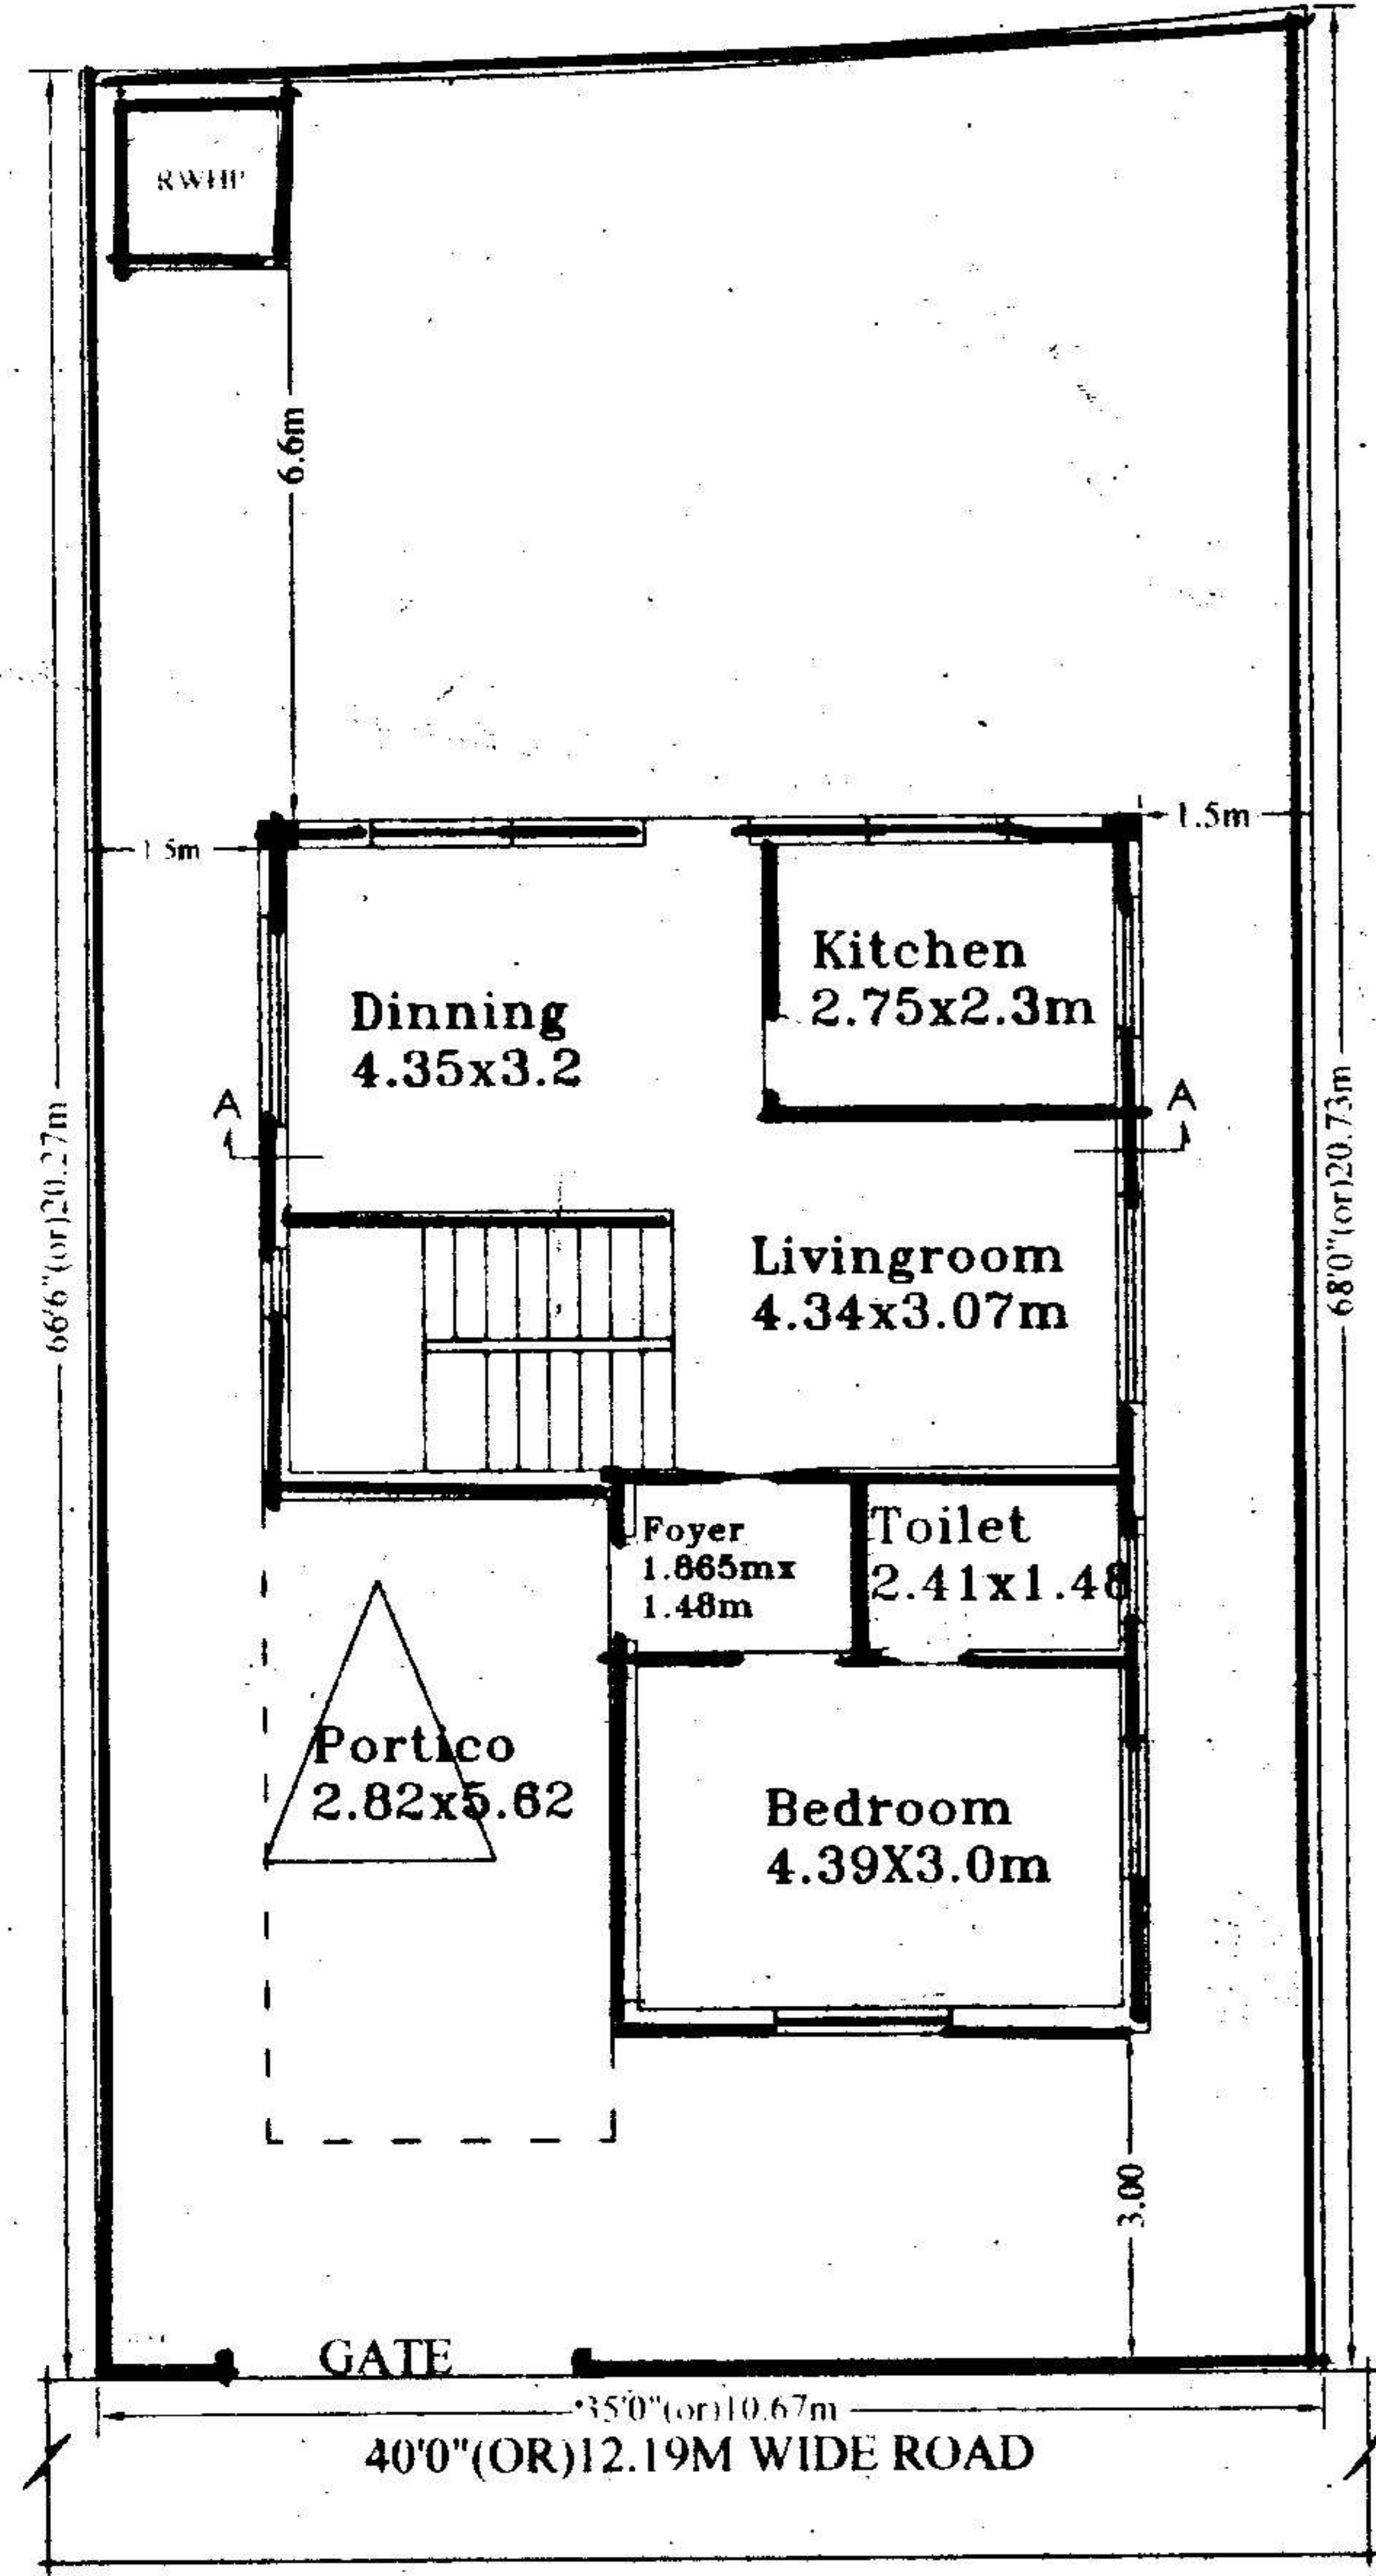 RWHP
6.6m
1.5m
1.5m
Kitchen
2.75x2.3m
Dinning
4.35x3.2
A
A
66'6"(or)20.27m
68'0"(or)20.73m
Livingroom
4.34x3.07m
Foyer
1.865mx
1.48m
Toilet
2.41x1.48
Portico
2.82x5.62
Bedroom
4.39X3.0m
3.00
GATE
35'0"(or)10.67m
40'0"(OR)12.19M WIDE ROAD